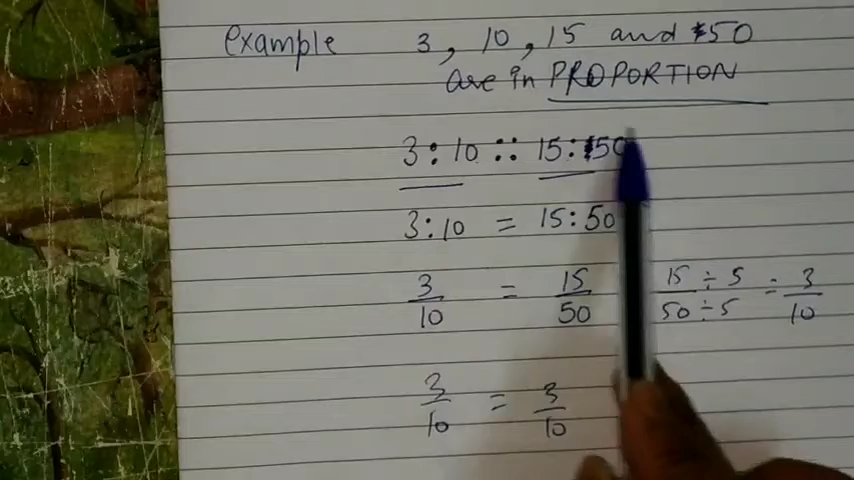 example 3, 10, 15 and 50
are in PROPORTION
3:10 :: 15:50
3:10 = 15:50
3/10 = 15/50 15÷5/50÷5 = 3/10
3/10 = 3/10